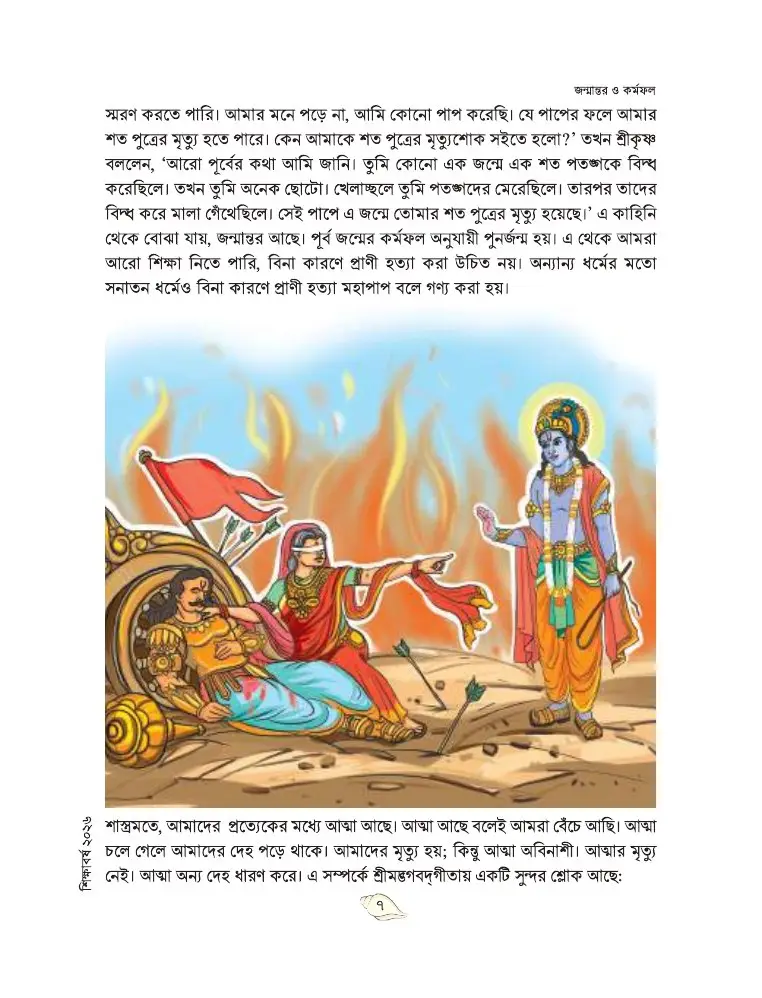 জন্মান্তর ও কর্মফল
স্মরণ করতে পারি। আমার মনে পড়ে না, আমি কোনো পাপ করেছি। যে পাপের ফলে আমার
শত পুত্রের মৃত্যু হতে পারে। কেন আমাকে শত পুত্রের মৃত্যুশোক সইতে হলো?’ তখন শ্রীকৃষ্ণ
বললেন, ‘আরো পূর্বের কথা আমি জানি। তুমি কোনো এক জন্মে এক শত পতঙ্গকে বিদ্ধ
করেছিলে। তখন তুমি অনেক ছোটো। খেলাচ্ছলে তুমি পতঙ্গদের মেরেছিলে। তারপর তাদের
বিদ্ধ করে মালা গেঁথেছিলে। সেই পাপে এ জন্মে তোমার শত পুত্রের মৃত্যু হয়েছে।’ এ কাহিনি
থেকে বোঝা যায়, জন্মান্তর আছে। পূর্ব জন্মের কর্মফল অনুযায়ী পুনর্জন্ম হয়। এ থেকে আমরা
আরো শিক্ষা নিতে পারি, বিনা কারণে প্রাণী হত্যা করা উচিত নয়। অন্যান্য ধর্মের মতো
সনাতন ধর্মেও বিনা কারণে প্রাণী হত্যা মহাপাপ বলে গণ্য করা হয়।
শাস্ত্রমতে, আমাদের প্রত্যেকের মধ্যে আত্মা আছে। আত্মা আছে বলেই আমরা বেঁচে আছি। আত্মা
চলে গেলে আমাদের দেহ পড়ে থাকে। আমাদের মৃত্যু হয়; কিন্তু আত্মা অবিনাশী। আত্মার মৃত্যু
নেই। আত্মা অন্য দেহ ধারণ করে। এ সম্পর্কে শ্রীমদ্ভগবদ্‌গীতায় একটি সুন্দর শ্লোক আছে:
শিক্ষাবর্ষ ২০২৬
৭